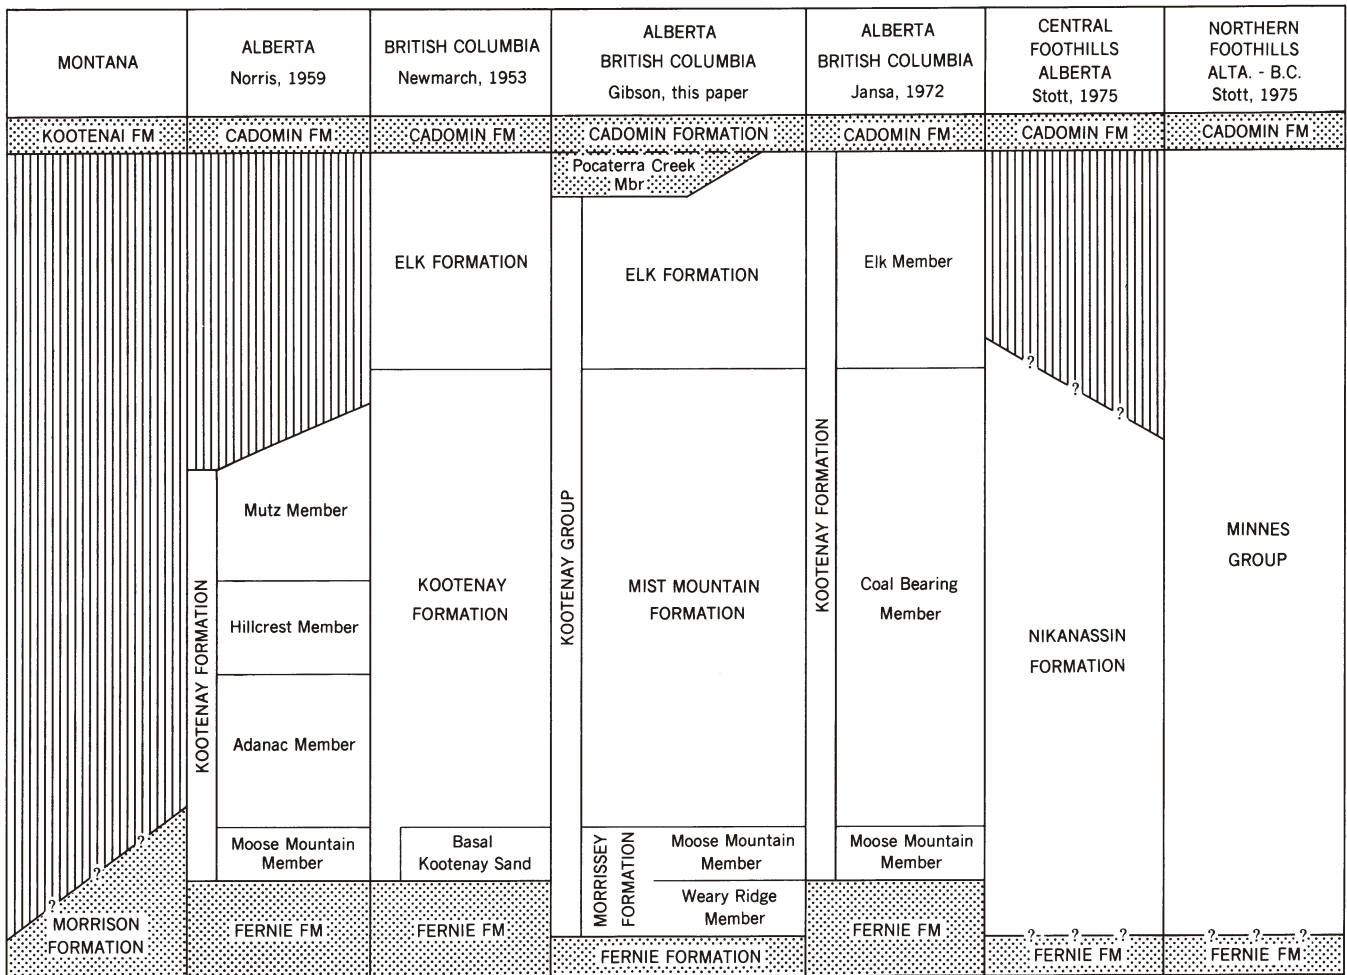 MONTANA
ALBERTA
Norris, 1959
BRITISH COLUMBIA
Newmarch, 1953
ALBERTA
BRITISH COLUMBIA
Gibson, this paper
ALBERTA
BRITISH COLUMBIA
Jansa, 1972
CENTRAL
FOOTHILLS
ALBERTA
Stott, 1975
NORTHERN
FOOTHILLS
ALTA. - B.C.
Stott, 1975
KOOTENAI FM
CADOMIN FM
CADOMIN FM
CADOMIN FORMATION
CADOMIN FM
CADOMIN FM
CADOMIN FM
?
?
?
MORRISON
FORMATION
KOOTENAY FORMATION
Mutz Member
Hillcrest Member
Adanac Member
Moose Mountain
Member
FERNIE FM
ELK FORMATION
KOOTENAY
FORMATION
Basal
Kootenay Sand
FERNIE FM
Pocaterra Creek
Mbr
KOOTENAY GROUP
ELK FORMATION
MIST MOUNTAIN
FORMATION
MORRISSEY
FORMATION
Moose Mountain
Member
Weary Ridge
Member
FERNIE FORMATION
KOOTENAY FORMATION
Elk Member
Coal Bearing
Member
Moose Mountain
Member
FERNIE FM
?
?
?
NIKANASSIN
FORMATION
? ? ?
FERNIE FM
MINNES
GROUP
? ? ?
FERNIE FM